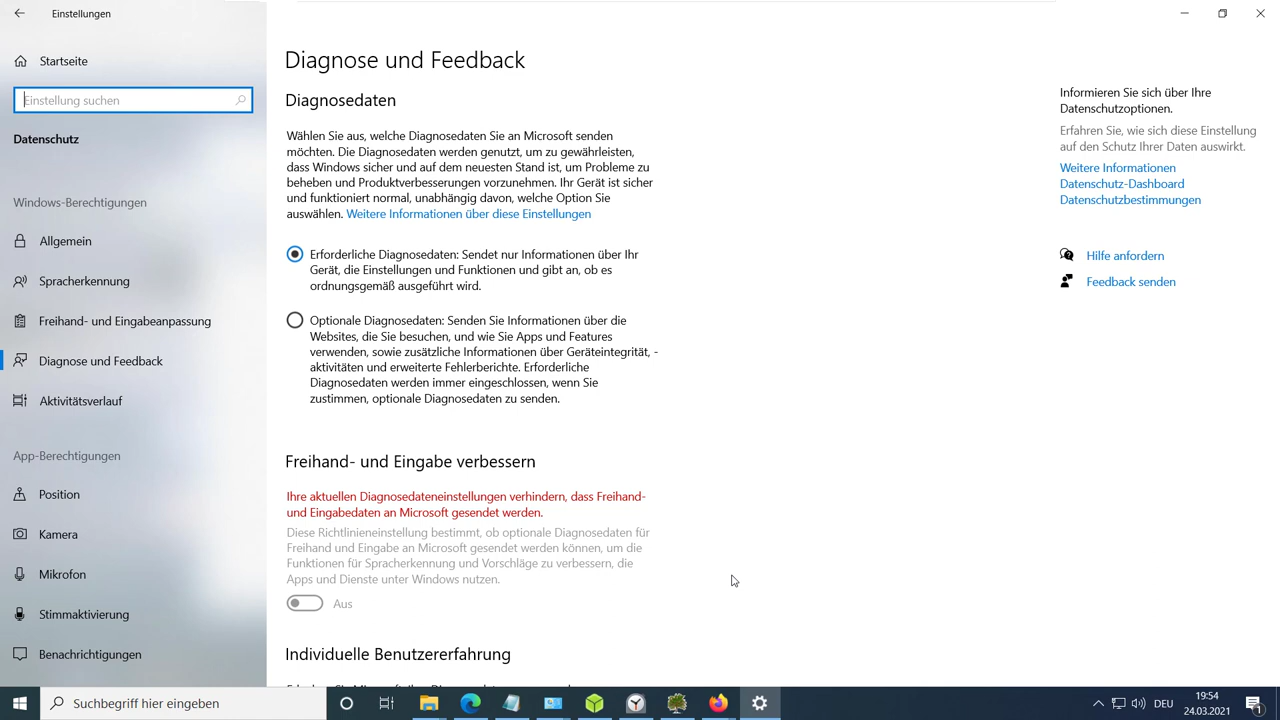 Einstellungen
Startseite
Einstellung suchen
Datenschutz
Windows-Berechtigungen
Allgemein
Spracherkennung
Freihand- und Eingabeanpassung
Diagnose und Feedback
Aktivitätsverlauf
App-Berechtigungen
Position
Kamera
Mikrofon
Stimmaktivierung
Benachrichtigungen
Diagnose und Feedback
Diagnosedaten
Wählen Sie aus, welche Diagnosedaten Sie an Microsoft senden
möchten. Die Diagnosedaten werden genutzt, um zu gewährleisten,
dass Windows sicher und auf dem neuesten Stand ist, um Probleme zu
beheben und Produktverbesserungen vorzunehmen. Ihr Gerät ist sicher
und funktioniert normal, unabhängig davon, welche Option Sie
auswählen. Weitere Informationen über diese Einstellungen
Erforderliche Diagnosedaten: Sendet nur Informationen über Ihr
Gerät, die Einstellungen und Funktionen und gibt an, ob es
ordnungsgemäß ausgeführt wird.
Optionale Diagnosedaten: Senden Sie Informationen über die
Websites, die Sie besuchen, und wie Sie Apps und Features
verwenden, sowie zusätzliche Informationen über Geräteintegrität, -
aktivitäten und erweiterte Fehlerberichte. Erforderliche
Diagnosedaten werden immer eingeschlossen, wenn Sie
zustimmen, optionale Diagnosedaten zu senden.
Freihand- und Eingabe verbessern
Ihre aktuellen Diagnosedateneinstellungen verhindern, dass Freihand-
und Eingabedaten an Microsoft gesendet werden.
Diese Richtlinieneinstellung bestimmt, ob optionale Diagnosedaten für
Freihand und Eingabe an Microsoft gesendet werden können, um die
Funktionen für Spracherkennung und Vorschläge zu verbessern, die
Apps und Dienste unter Windows nutzen.
Aus
Individuelle Benutzererfahrung
Informieren Sie sich über Ihre
Datenschutzoptionen.
Erfahren Sie, wie sich diese Einstellung
auf den Schutz Ihrer Daten auswirkt.
Weitere Informationen
Datenschutz-Dashboard
Datenschutzbestimmungen
Hilfe anfordern
Feedback senden
Suchbegriff hier eingeben
DEU
19:54
24.03.2021
1